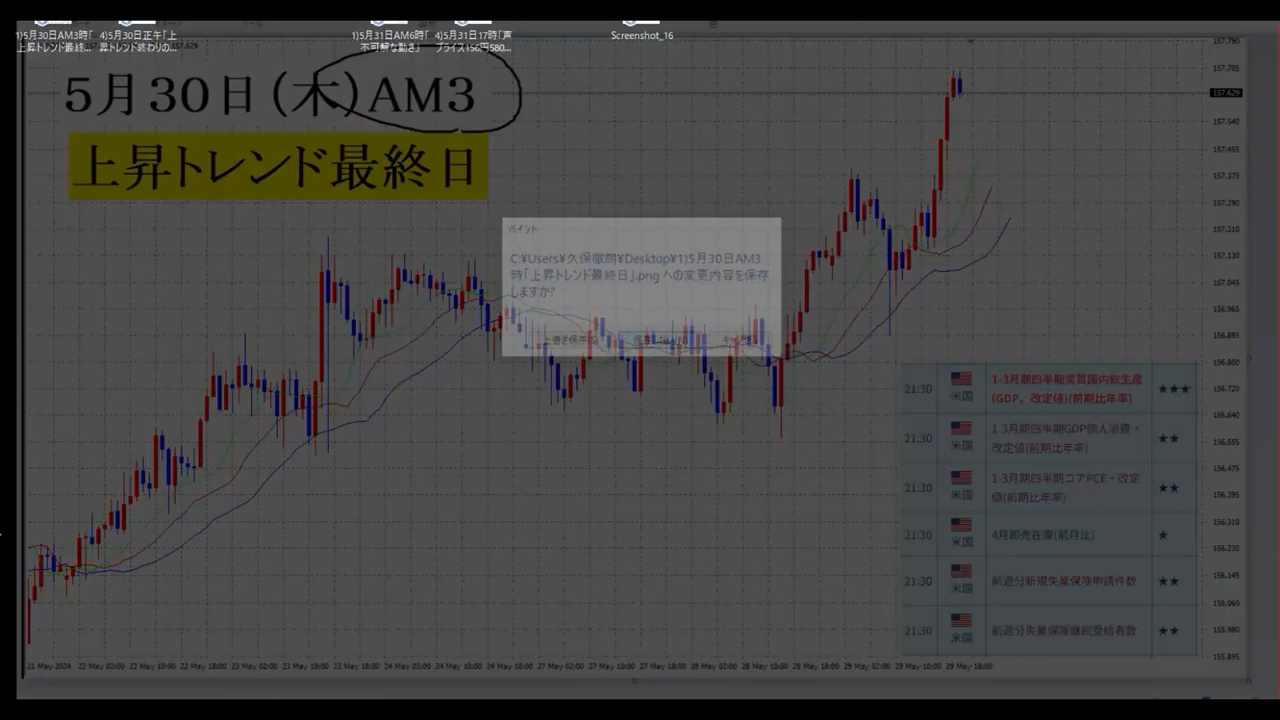 1)5月30日AM3時「上昇トレンド最終...
4)5月30日正午「上昇トレンド終わりの...
1)5月31日AM6時「不可解な動き」
4)5月31日17時「声
プライス156円580...
Screenshot_16
157.629
5月30日(木)AM3
上昇トレンド最終日
ペイント
C:¥Users¥久保徹朗¥Desktop¥1)5月30日AM3
時「上昇トレンド最終日」.png への変更内容を保存
しますか?
157.790
157.705
157.629
157.540
157.455
157.375
157.290
157.210
157.130
157.045
156.965
156.885
156.800
156.720
156.640
156.555
156.475
156.395
156.310
156.230
156.145
156.060
155.980
155.895
21:30 米国 1-3月期四半期実質国内総生産
(GDP、改定値)(前期比年率) ★★★
21:30 米国 1-3月期四半期GDP個人消費・
改定値(前期比年率) ★★
21:30 米国 1-3月期四半期コアPCE・改定
値(前期比年率) ★★
21:30 米国 4月卸売在庫(前月比) ★
21:30 米国 前週分新規失業保険申請件数 ★★
21:30 米国 前週分失業保険継続受給者数 ★★
21 May 2024 22 May 02:00 22 May 10:00 22 May 18:00 23 May 02:00 23 May 10:00 23 May 18:00 24 May 02:00 24 May 10:00 24 May 18:00 27 May 02:00 27 May 10:00 27 May 18:00 28 May 02:00 28 May 10:00 28 May 18:00 29 May 02:00 29 May 10:00 29 May 18:00